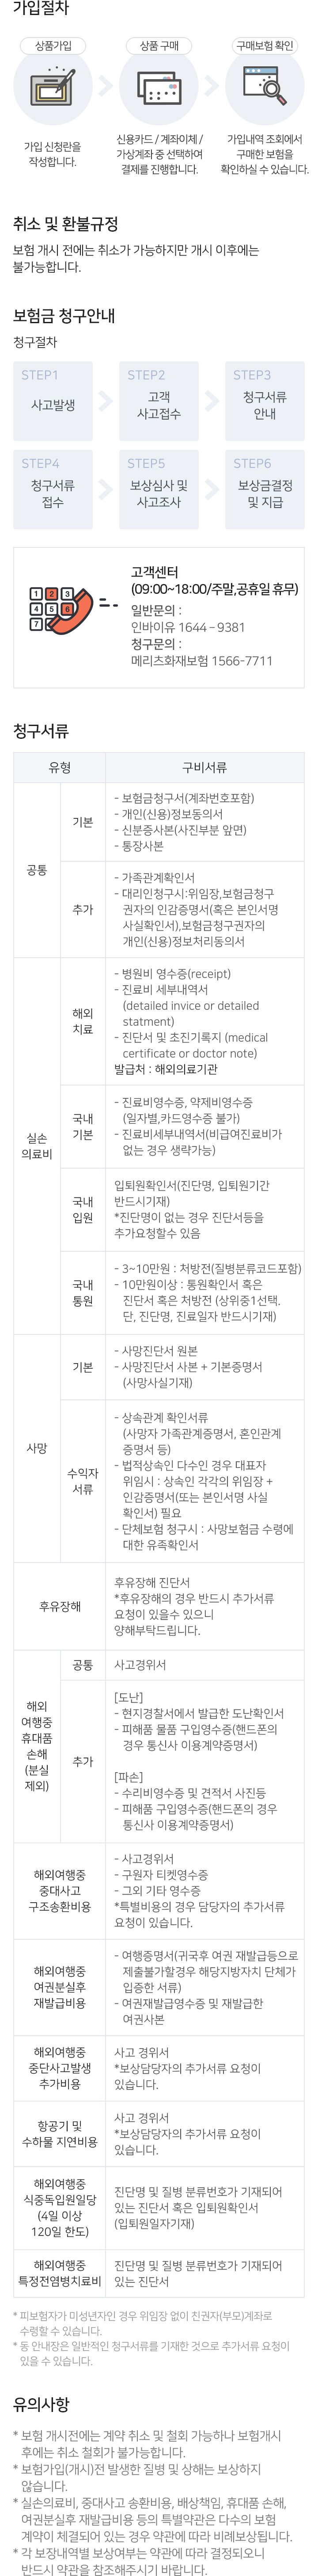 가입절차
상품가입
상품 구매
구매보험 확인
가입 신청란을
작성합니다.
신용카드 / 계좌이체 /
가상계좌 중 선택하여
결제를 진행합니다.
가입내역 조회에서
구매한 보험을
확인하실 수 있습니다.
취소 및 환불규정
보험 개시 전에는 취소가 가능하지만 개시 이후에는
불가능합니다.
보험금 청구안내
청구절차
STEP1
사고발생
STEP2
고객
사고접수
STEP3
청구서류
안내
STEP4
청구서류
접수
STEP5
보상심사 및
사고조사
STEP6
보상금결정
및 지급
1 2 3
4 5 6
7
고객센터
(09:00~18:00/주말,공휴일 휴무)
일반문의 :
인바이유 1644 – 9381
청구문의 :
메리츠화재보험 1566-7711
청구서류
유형
구비서류
공통
기본
- 보험금청구서(계좌번호포함)
- 개인(신용)정보동의서
- 신분증사본(사진부분 앞면)
- 통장사본
추가
- 가족관계확인서
- 대리인청구시:위임장,보험금청구
권자의 인감증명서(혹은 본인서명
사실확인서),보험금청구권자의
개인(신용)정보처리동의서
실손
의료비
해외
치료
- 병원비 영수증(receipt)
- 진료비 세부내역서
(detailed invice or detailed
statment)
- 진단서 및 초진기록지 (medical
certificate or doctor note)
발급처 : 해외의료기관
국내
기본
- 진료비영수증, 약제비영수증
(일자별,카드영수증 불가)
- 진료비세부내역서(비급여진료비가
없는 경우 생략가능)
국내
입원
입퇴원확인서(진단명, 입퇴원기간
반드시기재)
*진단명이 없는 경우 진단서등을
추가요청할수 있음
국내
통원
- 3~10만원 : 처방전(질병분류코드포함)
- 10만원이상 : 통원확인서 혹은
진단서 혹은 처방전 (상위중1선택.
단, 진단명, 진료일자 반드시기재)
사망
기본
- 사망진단서 원본
- 사망진단서 사본 + 기본증명서
(사망사실기재)
수익자
서류
- 상속관계 확인서류
(사망자 가족관계증명서, 혼인관계
증명서 등)
- 법적상속인 다수인 경우 대표자
위임시 : 상속인 각각의 위임장 +
인감증명서(또는 본인서명 사실
확인서) 필요
- 단체보험 청구시 : 사망보험금 수령에
대한 유족확인서
후유장해
후유장해 진단서
*후유장해의 경우 반드시 추가서류
요청이 있을수 있으니
양해부탁드립니다.
해외
여행중
휴대품
손해
(분실
제외)
공통
사고경위서
추가
[도난]
- 현지경찰서에서 발급한 도난확인서
- 피해품 물품 구입영수증(핸드폰의
경우 통신사 이용계약증명서)
[파손]
- 수리비영수증 및 견적서 사진등
- 피해품 구입영수증(핸드폰의 경우
통신사 이용계약증명서)
해외여행중
중대사고
구조송환비용
- 사고경위서
- 구원자 티켓영수증
- 그외 기타 영수증
*특별비용의 경우 담당자의 추가서류
요청이 있습니다.
해외여행중
여권분실후
재발급비용
- 여행증명서(귀국후 여권 재발급등으로
제출불가할경우 해당지방자치 단체가
입증한 서류)
- 여권재발급영수증 및 재발급한
여권사본
해외여행중
중단사고발생
추가비용
사고 경위서
*보상담당자의 추가서류 요청이
있습니다.
항공기 및
수하물 지연비용
사고 경위서
*보상담당자의 추가서류 요청이
있습니다.
해외여행중
식중독입원일당
(4일 이상
120일 한도)
진단명 및 질병 분류번호가 기재되어
있는 진단서 혹은 입퇴원확인서
(입퇴원일자기재)
해외여행중
특정전염병치료비
진단명 및 질병 분류번호가 기재되어
있는 진단서
* 피보험자가 미성년자인 경우 위임장 없이 친권자(부모)계좌로
수령할 수 있습니다.
* 동 안내장은 일반적인 청구서류를 기재한 것으로 추가서류 요청이
있을 수 있습니다.
유의사항
* 보험 개시전에는 계약 취소 및 철회 가능하나 보험개시
후에는 취소 철회가 불가능합니다.
* 보험가입(개시)전 발생한 질병 및 상해는 보상하지
않습니다.
* 실손의료비, 중대사고 송환비용, 배상책임, 휴대품 손해,
여권분실후 재발급비용 등의 특별약관은 다수의 보험
계약이 체결되어 있는 경우 약관에 따라 비례보상됩니다.
* 각 보장내역별 보상여부는 약관에 따라 결정되오니
반드시 약관을 참조해주시기 바랍니다.